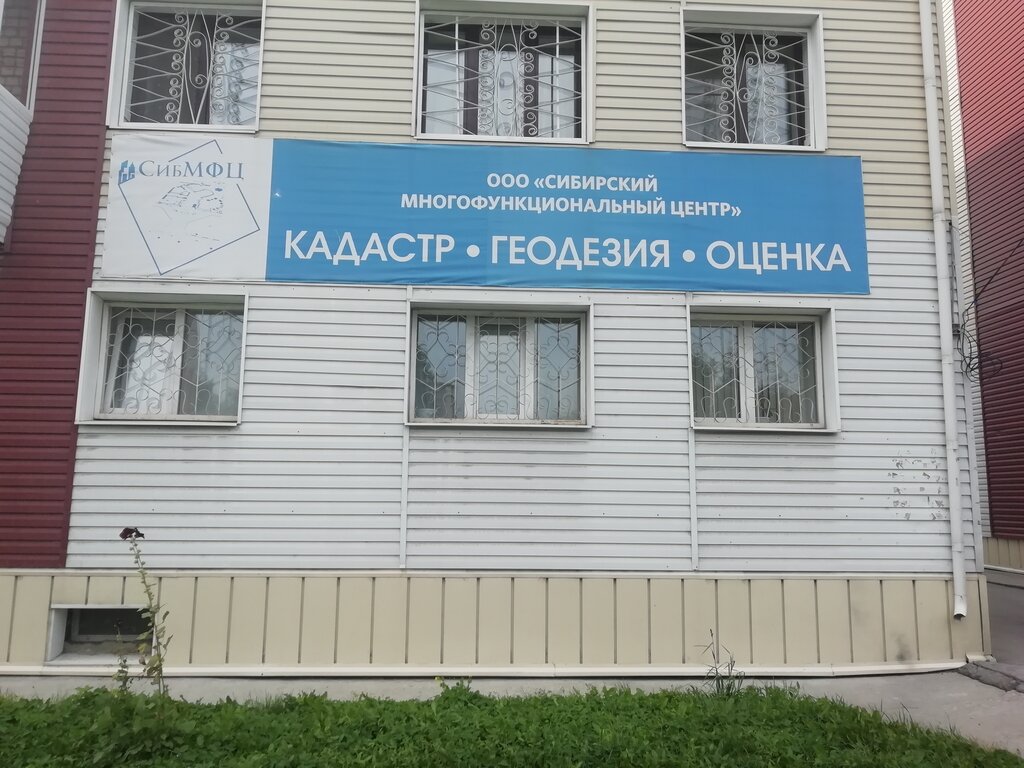 СибМФЦ
ООО «СИБИРСКИЙ
МНОГОФУНКЦИОНАЛЬНЫЙ ЦЕНТР»
КАДАСТР • ГЕОДЕЗИЯ • ОЦЕНКА